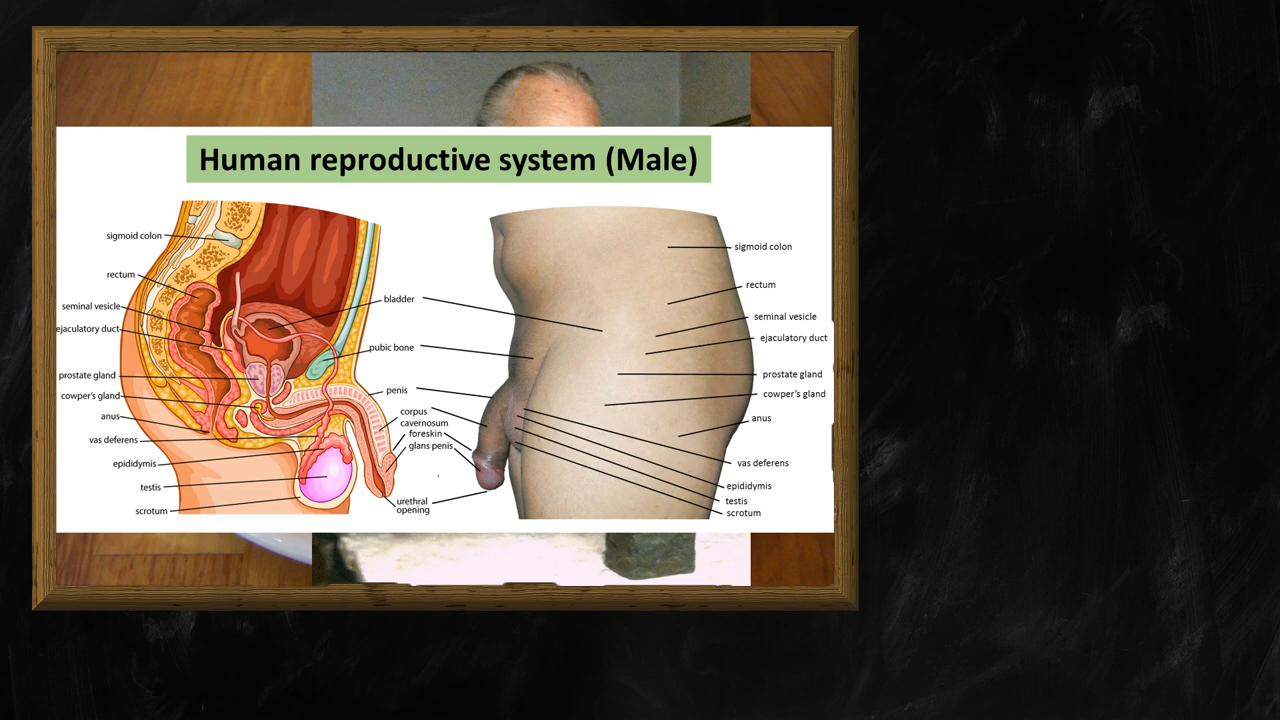 Human reproductive system (Male)
sigmoid colon
rectum
seminal vesicle
ejaculatory duct
prostate gland
cowper's gland
anus
vas deferens
epididymis
testis
scrotum
bladder
pubic bone
penis
corpus
cavernosum
foreskin
glans penis
urethral
opening
sigmoid colon
rectum
seminal vesicle
ejaculatory duct
prostate gland
cowper's gland
anus
vas deferens
epididymis
testis
scrotum